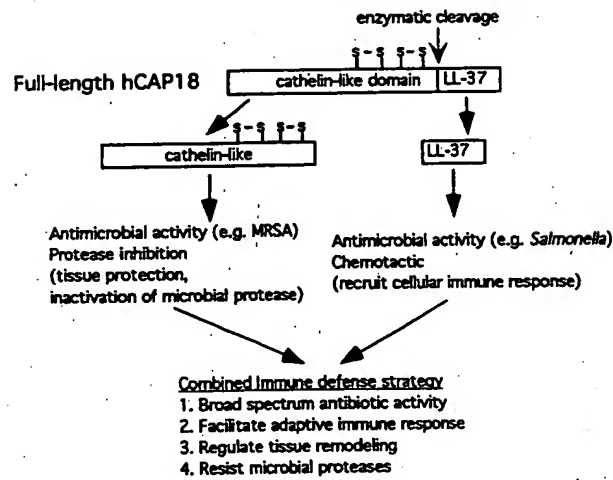 enzymatic cleavage
S-S S-S
Full-length hCAP18
cathelin-like domain LL-37
S-S S-S
cathelin-like
LL-37
Antimicrobial activity (e.g. MRSA)
Protease inhibition
(tissue protection,
inactivation of microbial protease)
Antimicrobial activity (e.g. Salmonella)
Chemotactic
(recruit cellular immune response)
Combined immune defense strategy
1. Broad spectrum antibiotic activity
2. Facilitate adaptive immune response
3. Regulate tissue remodeling
4. Resist microbial proteases